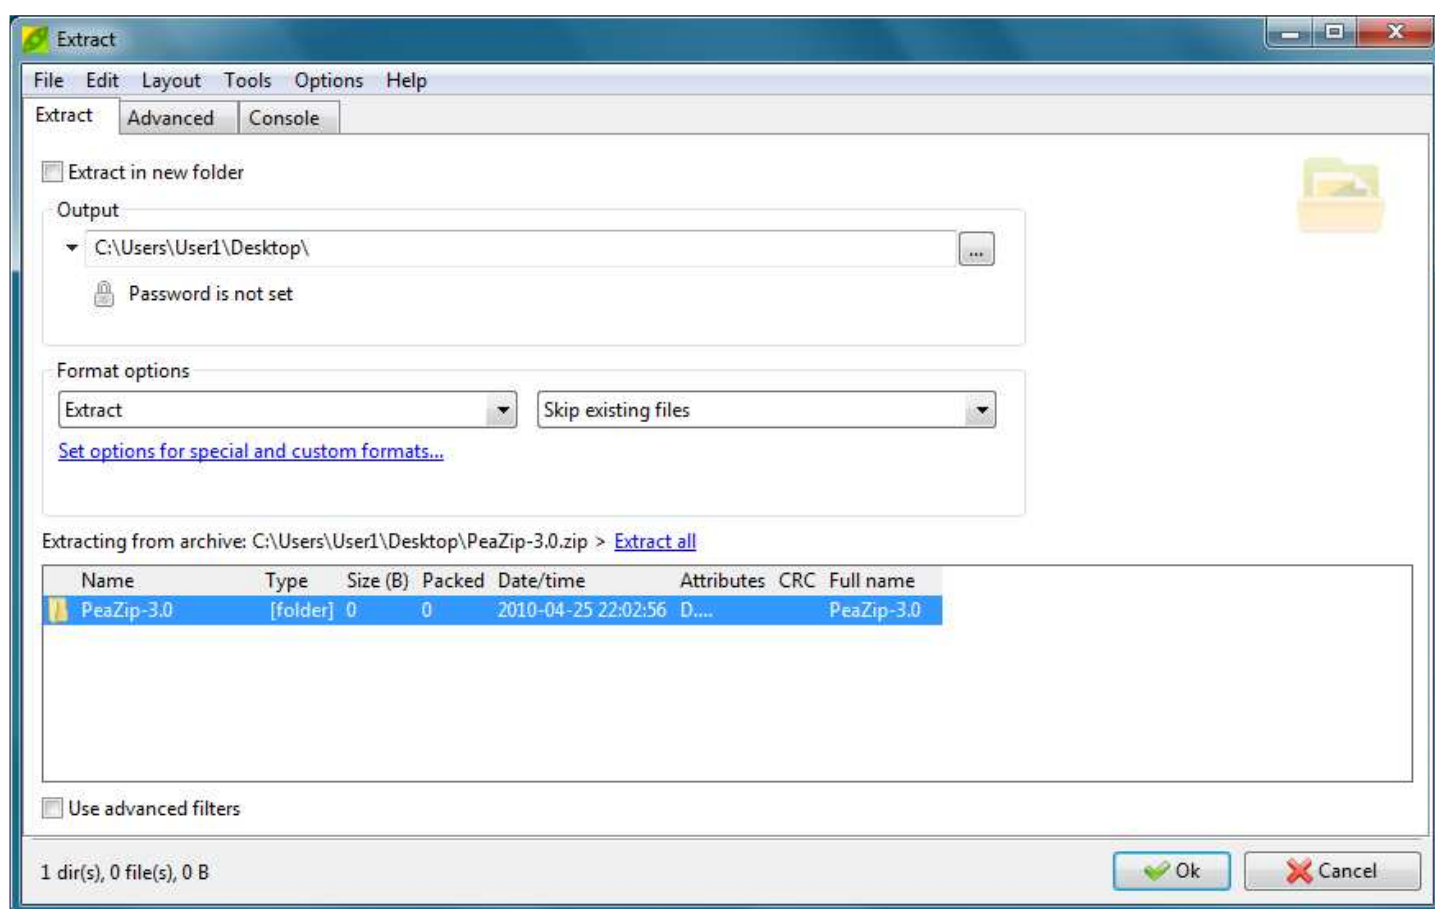 Extract
File Edit Layout Tools Options Help
Extract Advanced Console
Extract in new folder
Output
C:\Users\User1\Desktop\
...
Password is not set
Format options
Extract
Skip existing files
Set options for special and custom formats...
Extracting from archive: C:\Users\User1\Desktop\PeaZip-3.0.zip > Extract all
Name Type Size (B) Packed Date/time Attributes CRC Full name
PeaZip-3.0 [folder] 0 0 2010-04-25 22:02:56 D.... PeaZip-3.0
Use advanced filters
1 dir(s), 0 file(s), 0 B
Ok
Cancel